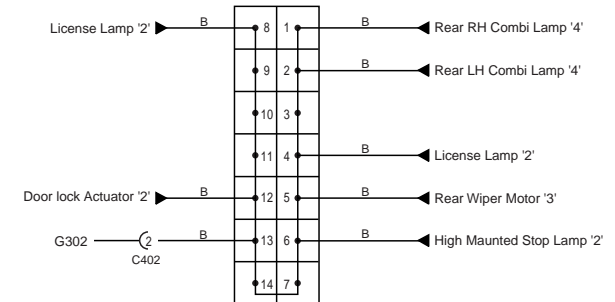 License Lamp '2' B 8 1 B Rear RH Combi Lamp '4'
9 2 B Rear LH Combi Lamp '4'
10 3
11 4 B License Lamp '2'
Door lock Actuator '2' B 12 5 B Rear Wiper Motor '3'
G302 2 B 13 6 B High Mounted Stop Lamp '2'
C402
14 7